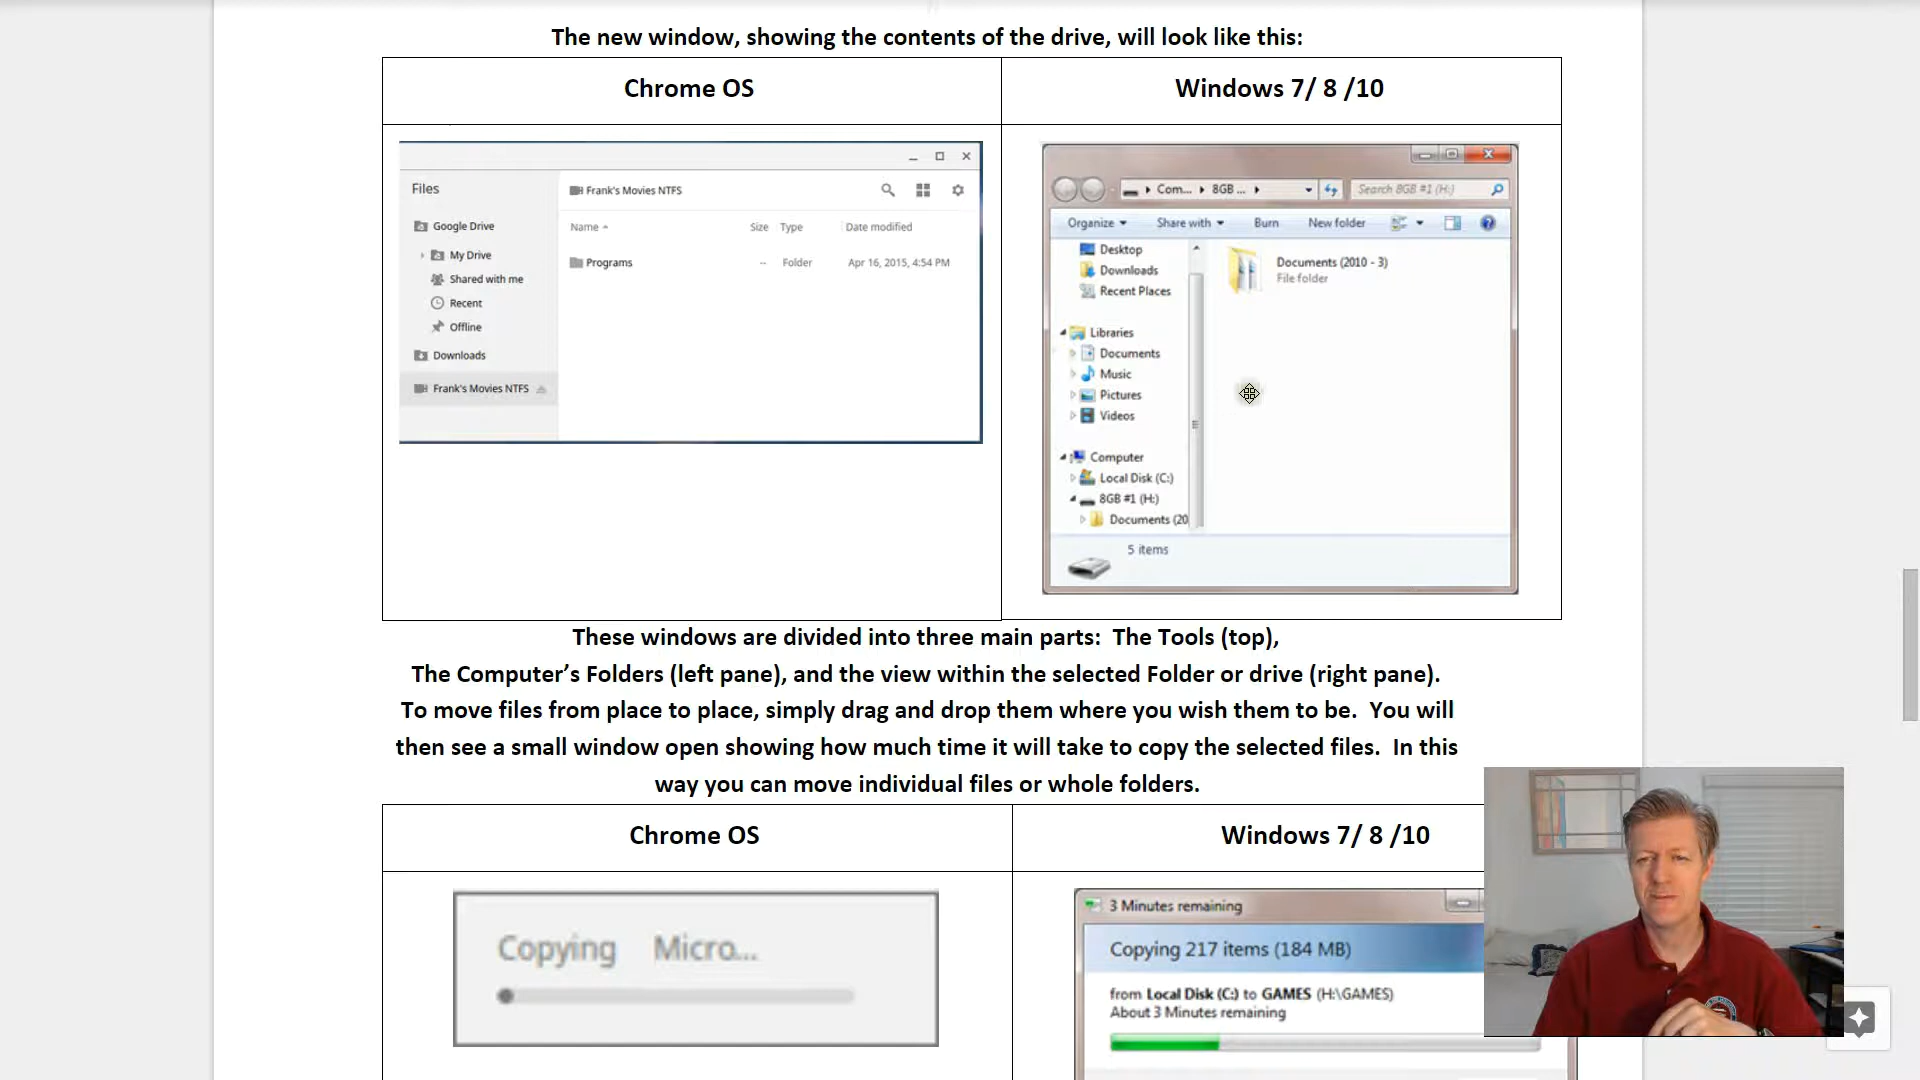 The new window, showing the contents of the drive, will look like this:
Chrome OS
Windows 7/ 8 /10
Files
Google Drive
My Drive
Shared with me
Recent
Offline
Downloads
Frank's Movies NTFS
Frank's Movies NTFS
Name Size Type Date modified
Programs -- Folder Apr 16, 2015, 4:54 PM
Com... 8GB ... Search 8GB #1 (H:)
Organize Share with Burn New folder
Desktop
Downloads
Recent Places
Libraries
Documents
Music
Pictures
Videos
Computer
Local Disk (C:)
8GB #1 (H:)
Documents (20
Documents (2010 - 3)
File folder
5 items
These windows are divided into three main parts: The Tools (top),
The Computer’s Folders (left pane), and the view within the selected Folder or drive (right pane).
To move files from place to place, simply drag and drop them where you wish them to be. You will
then see a small window open showing how much time it will take to copy the selected files. In this
way you can move individual files or whole folders.
Chrome OS
Windows 7/ 8 /10
Copying Micro...
3 Minutes remaining
Copying 217 items (184 MB)
from Local Disk (C:) to GAMES (H:\GAMES)
About 3 Minutes remaining